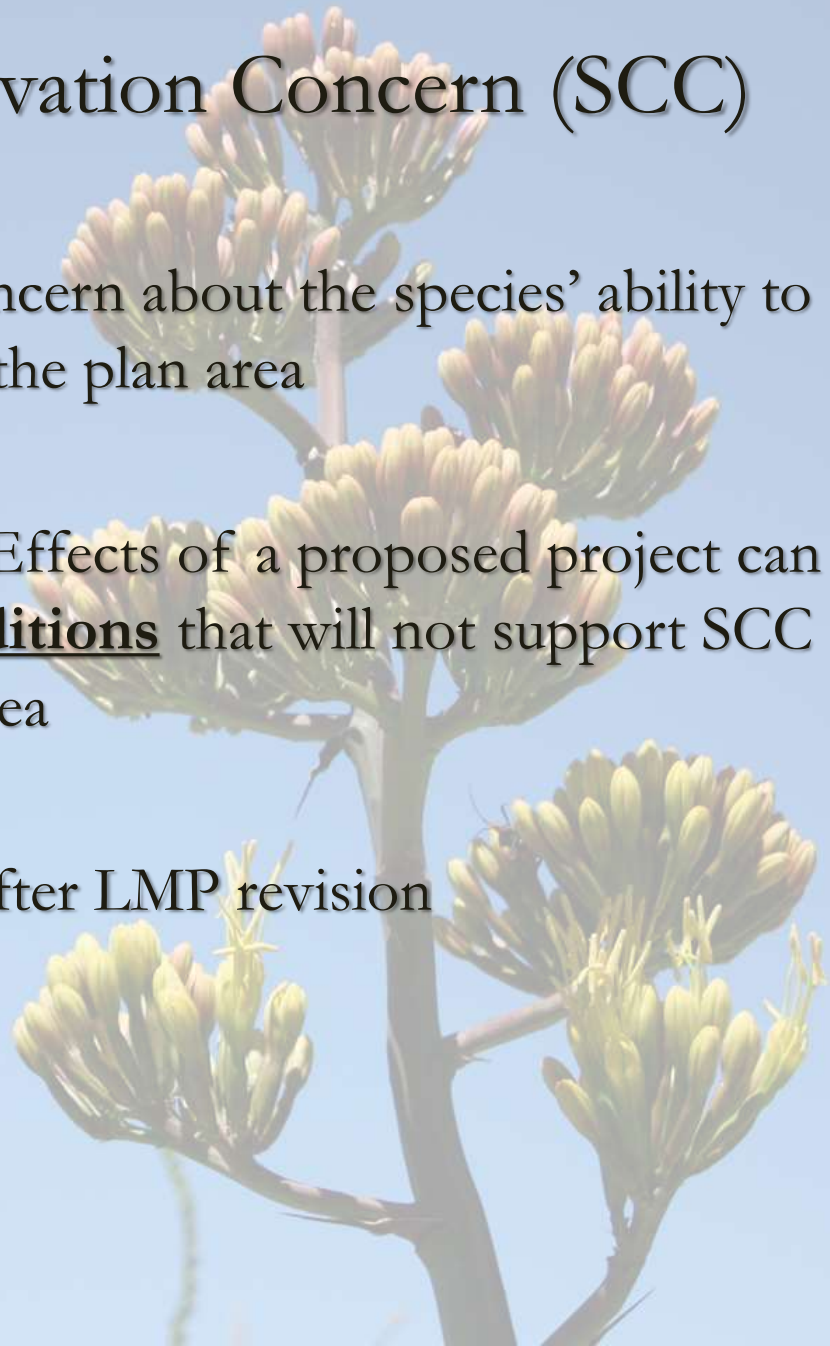 vation Concern (SCC)
ncern about the species’ ability to
the plan area
Effects of a proposed project can
ditions that will not support SCC
ea
fter LMP revision